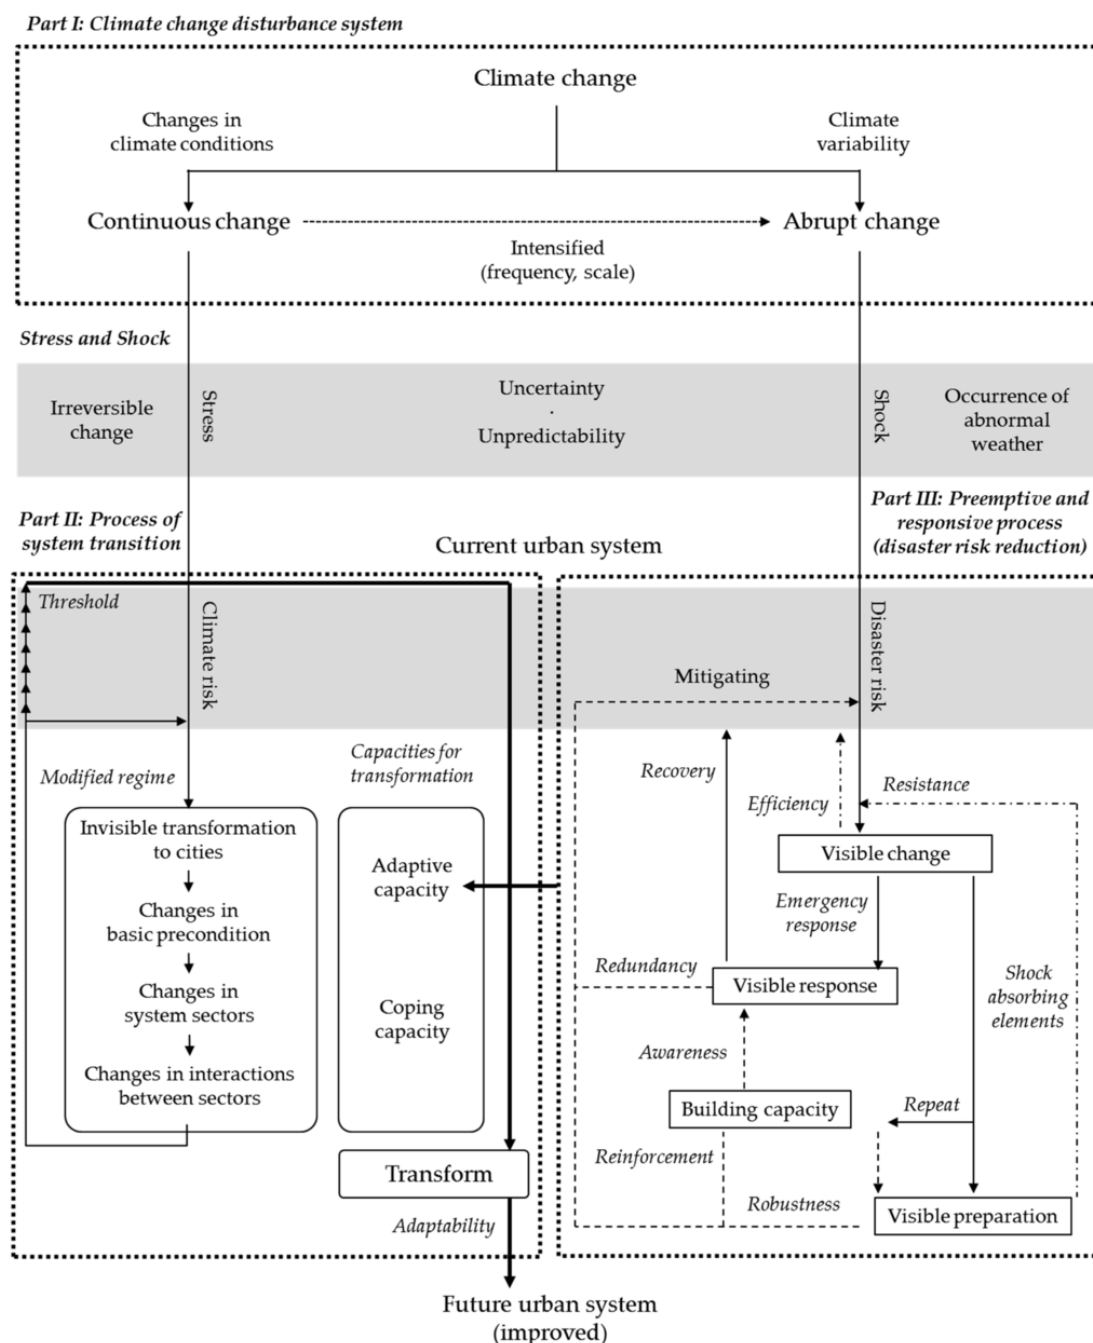 Part I: Climate change disturbance system
Climate change
Changes in
climate conditions
Climate
variability
Continuous change
Abrupt change
Intensified
(frequency, scale)
Stress and Shock
Irreversible
change
Stress
Uncertainty
·
Unpredictability
Shock
Occurrence of
abnormal
weather
Part II: Process of
system transition
Current urban system
Part III: Preemptive and
responsive process
(disaster risk reduction)
Threshold
Climate risk
Disaster risk
Mitigating
Modified regime
Capacities for
transformation
Recovery
Efficiency
Resistance
Invisible transformation
to cities
Changes in
basic precondition
Changes in
system sectors
Changes in interactions
between sectors
Adaptive
capacity
Coping
capacity
Visible change
Emergency
response
Redundancy
Visible response
Shock
absorbing
elements
Awareness
Building capacity
Repeat
Reinforcement
Robustness
Visible preparation
Transform
Adaptability
Future urban system
(improved)